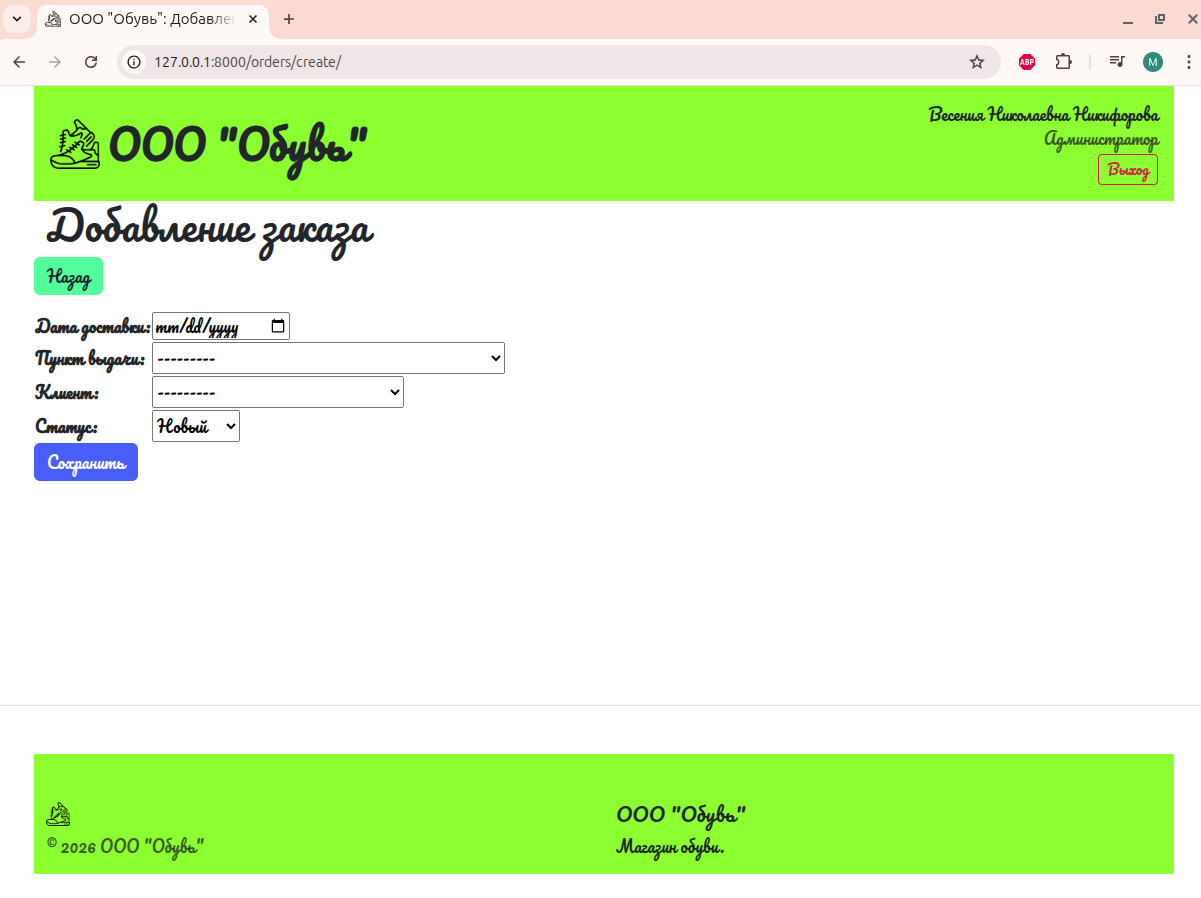 ООО "Обувь": Добавлен
127.0.0.1:8000/orders/create/
ABP
M
ООО "Обувь"
Весения Николаевна Никифорова
Администратор
Выход
Добавление заказа
Назад
Дата доставки: mm/dd/yyyy
Пункт выдачи: ---------
Клиент: ---------
Статус: Новый
Сохранить
ООО "Обувь"
© 2026 ООО "Обувь"
Магазин обуви.